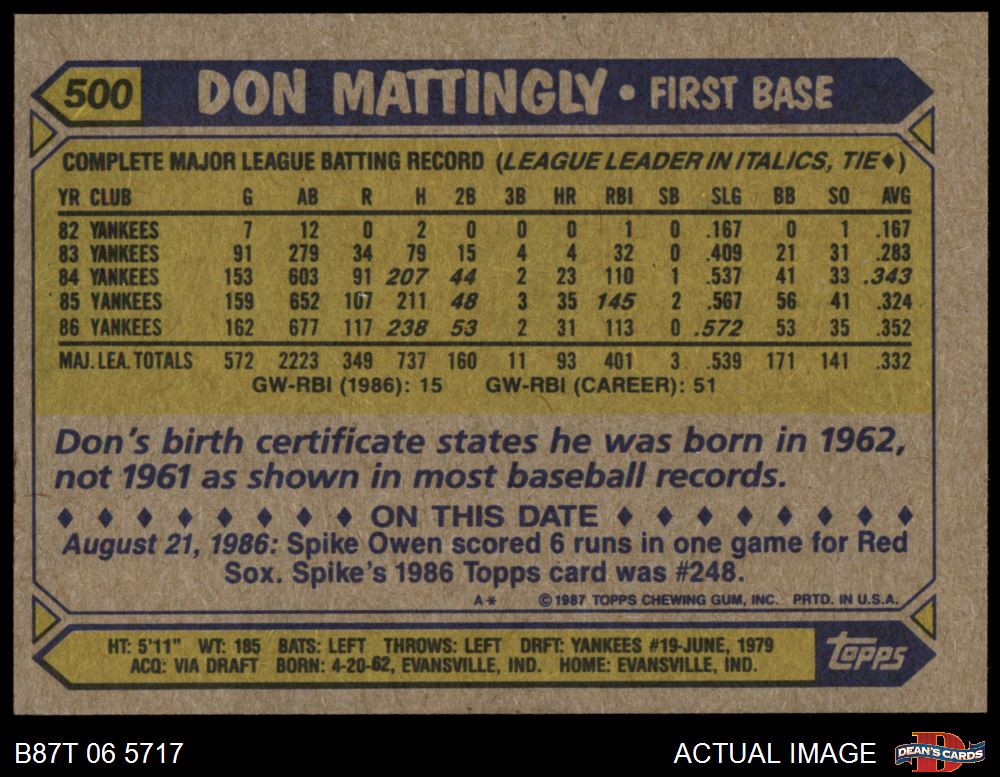 500 DON MATTINGLY • FIRST BASE
COMPLETE MAJOR LEAGUE BATTING RECORD (LEAGUE LEADER IN ITALICS, TIE♦)
YR CLUB G AB R H 2B 3B HR RBI SB SLG BB SO AVG
82 YANKEES 7 12 0 2 0 0 0 1 0 .167 0 1 .167
83 YANKEES 91 279 34 79 15 4 4 32 0 .409 21 31 .283
84 YANKEES 153 603 91 207 44 2 23 110 1 .537 41 33 .343
85 YANKEES 159 652 107 211 48 3 35 145 2 .567 56 41 .324
86 YANKEES 162 677 117 238 53 2 31 113 0 .572 53 35 .352
MAJ. LEA. TOTALS 572 2223 349 737 160 11 93 401 3 .539 171 141 .332
GW-RBI (1986): 15 GW-RBI (CAREER): 51
Don's birth certificate states he was born in 1962,
not 1961 as shown in most baseball records.
♦ ♦ ♦ ♦ ♦ ♦ ♦ ♦ ON THIS DATE ♦ ♦ ♦ ♦ ♦ ♦ ♦ ♦
August 21, 1986: Spike Owen scored 6 runs in one game for Red
Sox. Spike's 1986 Topps card was #248.
A* ©1987 TOPPS CHEWING GUM, INC. PRTD. IN U.S.A.
HT: 5'11" WT: 185 BATS: LEFT THROWS: LEFT DRFT: YANKEES #19-JUNE, 1979
ACQ: VIA DRAFT BORN: 4-20-62, EVANSVILLE, IND. HOME: EVANSVILLE, IND.
topps
B87T 06 5717 ACTUAL IMAGE
D
DEAN'S CARDS